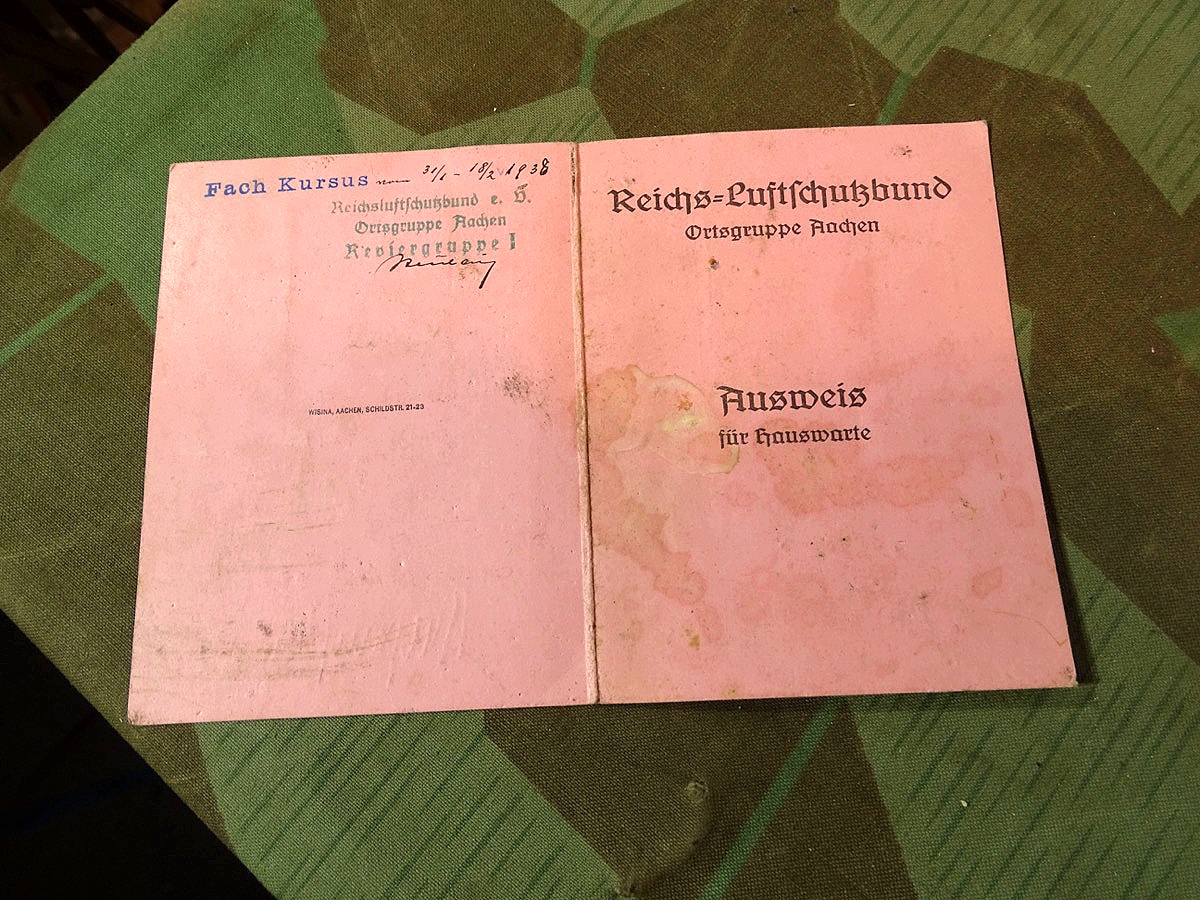 Fach Kursus vom 31/1 - 18/2 1938
Reichsluftschutzbund e. V.
Ortsgruppe Aachen
Reviergruppe I
WISINA, AACHEN, SCHILDSTR. 21-23
Reichs-Luftschutzbund
Ortsgruppe Aachen
Ausweis
für Hauswarte